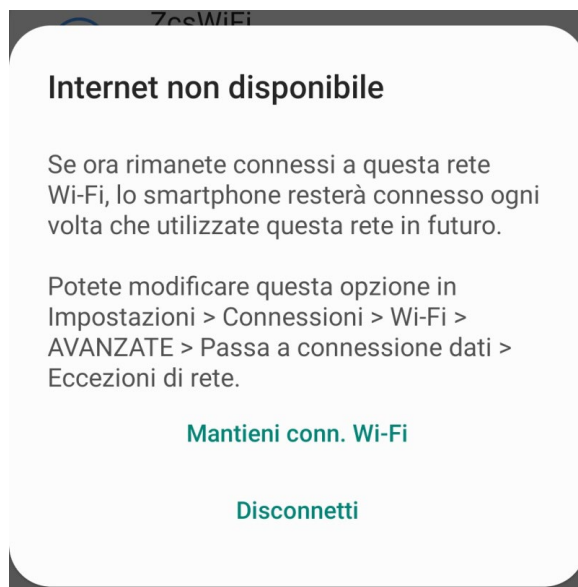 ZcsWiFi
Internet non disponibile
Se ora rimanete connessi a questa rete
Wi-Fi, lo smartphone resterà connesso ogni
volta che utilizzate questa rete in futuro.
Potete modificare questa opzione in
Impostazioni > Connessioni > Wi-Fi >
AVANZATE > Passa a connessione dati >
Eccezioni di rete.
Mantieni conn. Wi-Fi
Disconnetti